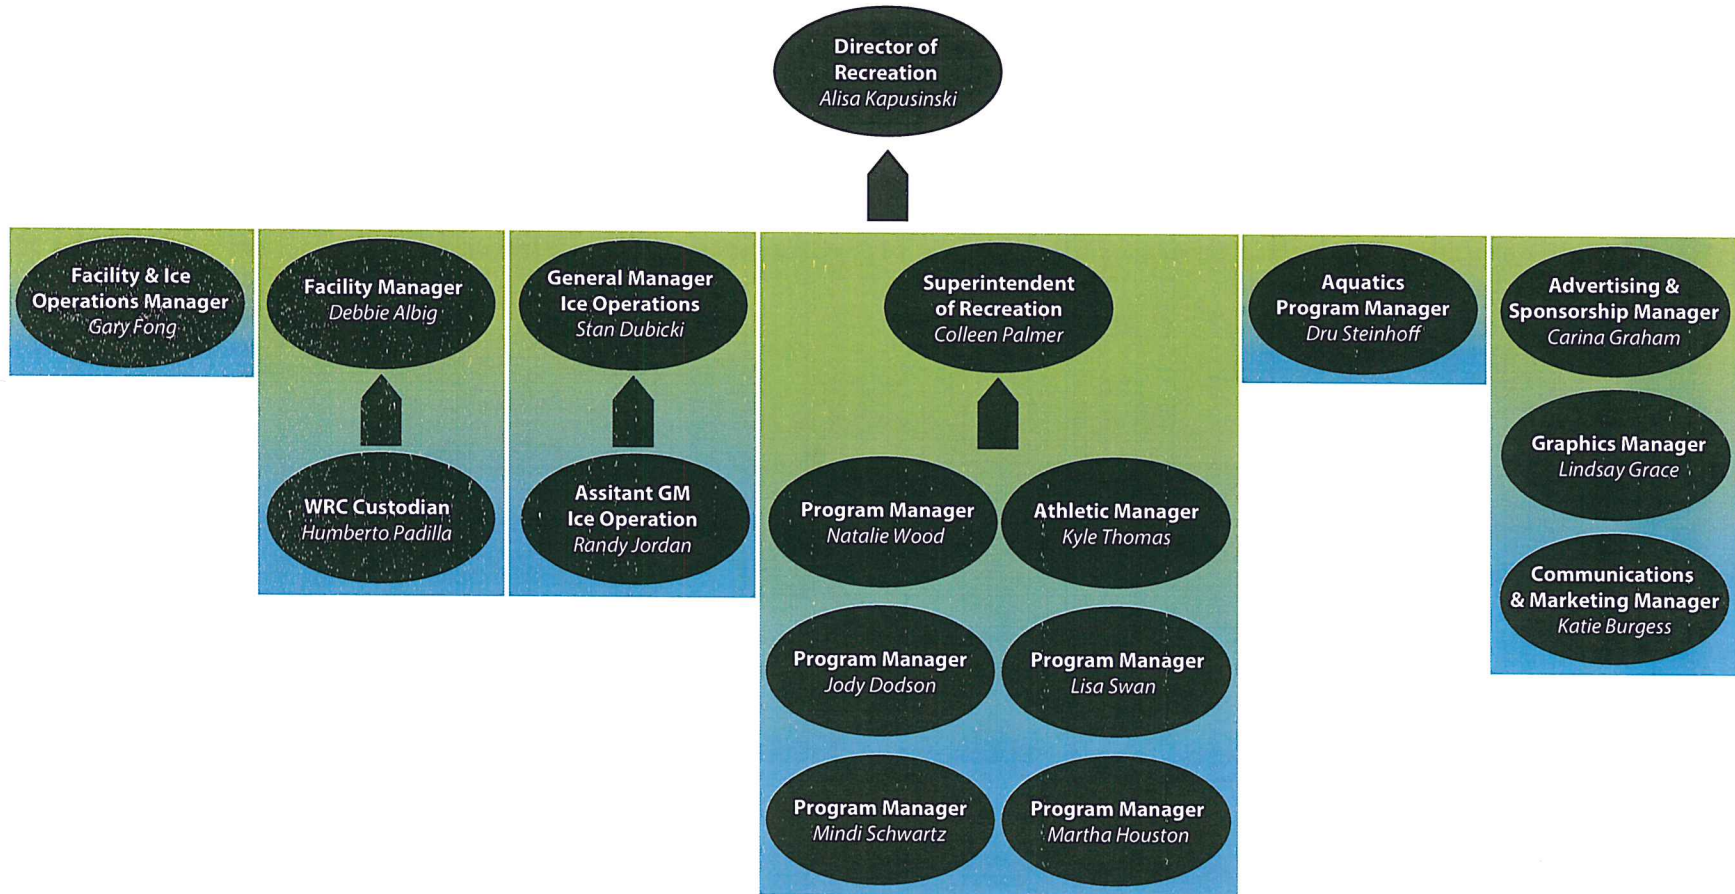 Director of
Recreation
Alisa Kapusinski
Facility & Ice
Operations Manager
Gary Fong
Facility Manager
Debbie Albig
General Manager
Ice Operations
Stan Dubicki
Superintendent
of Recreation
Colleen Palmer
Aquatics
Program Manager
Dru Steinhoff
Advertising &
Sponsorship Manager
Carina Graham
WRC Custodian
Humberto Padilla
Assitant GM
Ice Operation
Randy Jordan
Program Manager
Natalie Wood
Athletic Manager
Kyle Thomas
Graphics Manager
Lindsay Grace
Communications
& Marketing Manager
Katie Burgess
Program Manager
Jody Dodson
Program Manager
Lisa Swan
Program Manager
Mindi Schwartz
Program Manager
Martha Houston